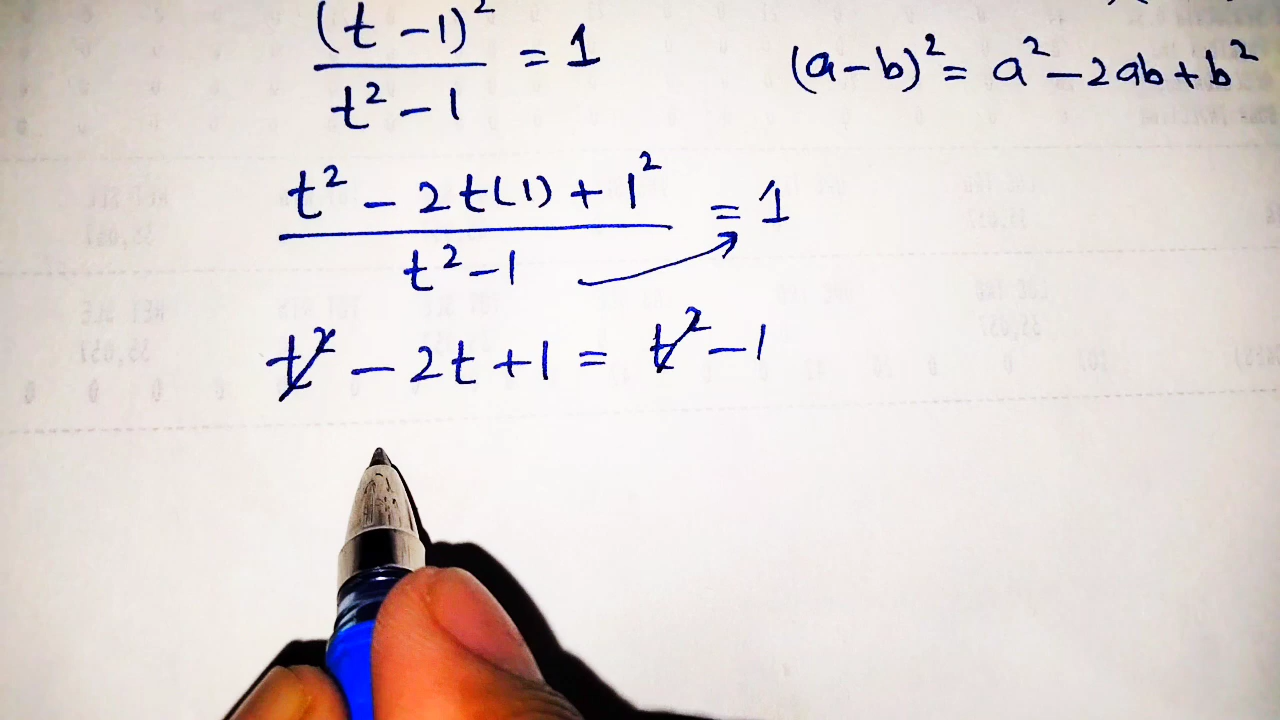 (t - 1)² / t² - 1 = 1
(a - b)² = a² - 2ab + b²
t² - 2t(1) + 1² / t² - 1 = 1
t² - 2t + 1 = t² - 1